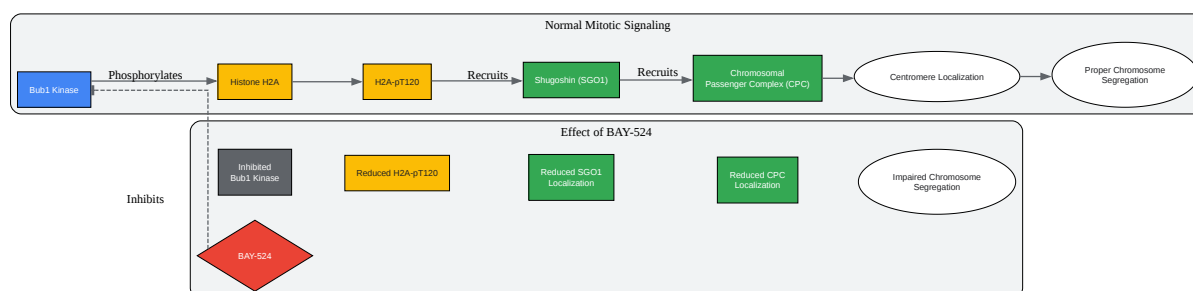 Normal Mitotic Signaling
Bub1 Kinase
Phosphorylates
Histone H2A
H2A-pT120
Recruits
Shugoshin (SGO1)
Recruits
Chromosomal
Passenger Complex (CPC)
Centromere Localization
Proper Chromosome
Segregation
Effect of BAY-524
Inhibited
Bub1 Kinase
Reduced H2A-pT120
Reduced SGO1
Localization
Reduced CPC
Localization
Impaired Chromosome
Segregation
Inhibits
BAY-524